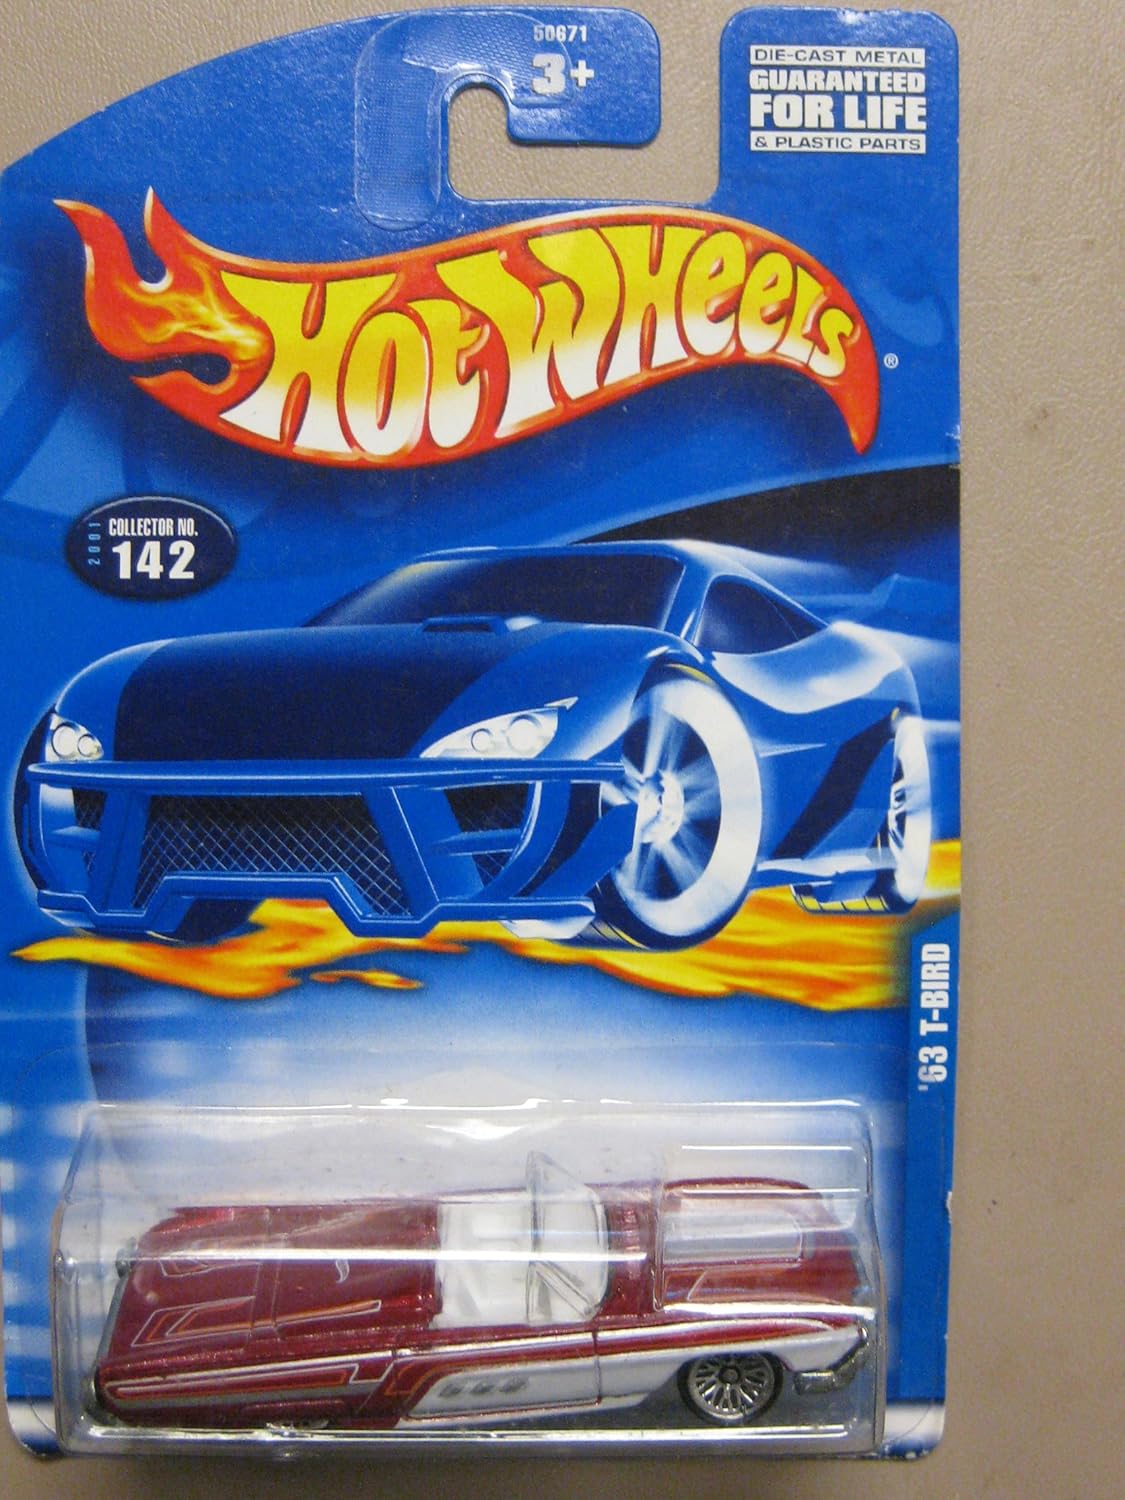 50671
3+
DIE-CAST METAL
GUARANTEED
FOR LIFE
& PLASTIC PARTS
Hot Wheels®
2001
COLLECTOR NO.
142
'63 T-BIRD